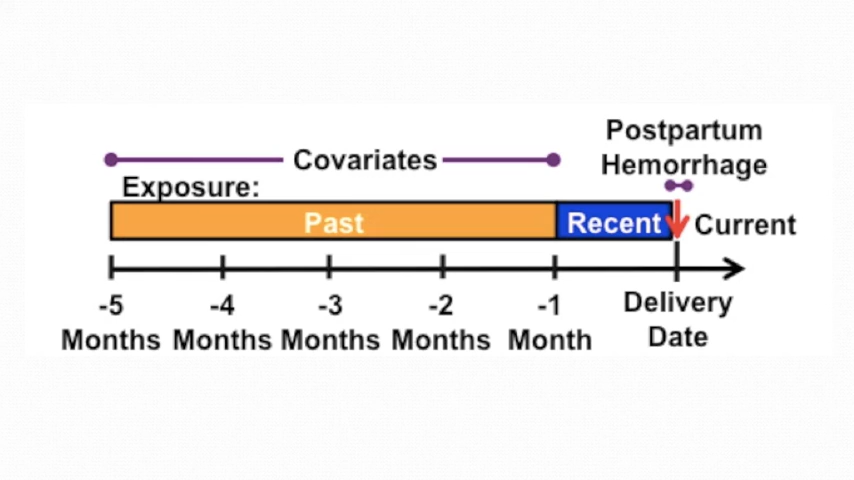 Postpartum
Hemorrhage
Covariates
Exposure:
Past
Recent
Current
-5
Months
-4
Months
-3
Months
-2
Months
-1
Month
Delivery
Date